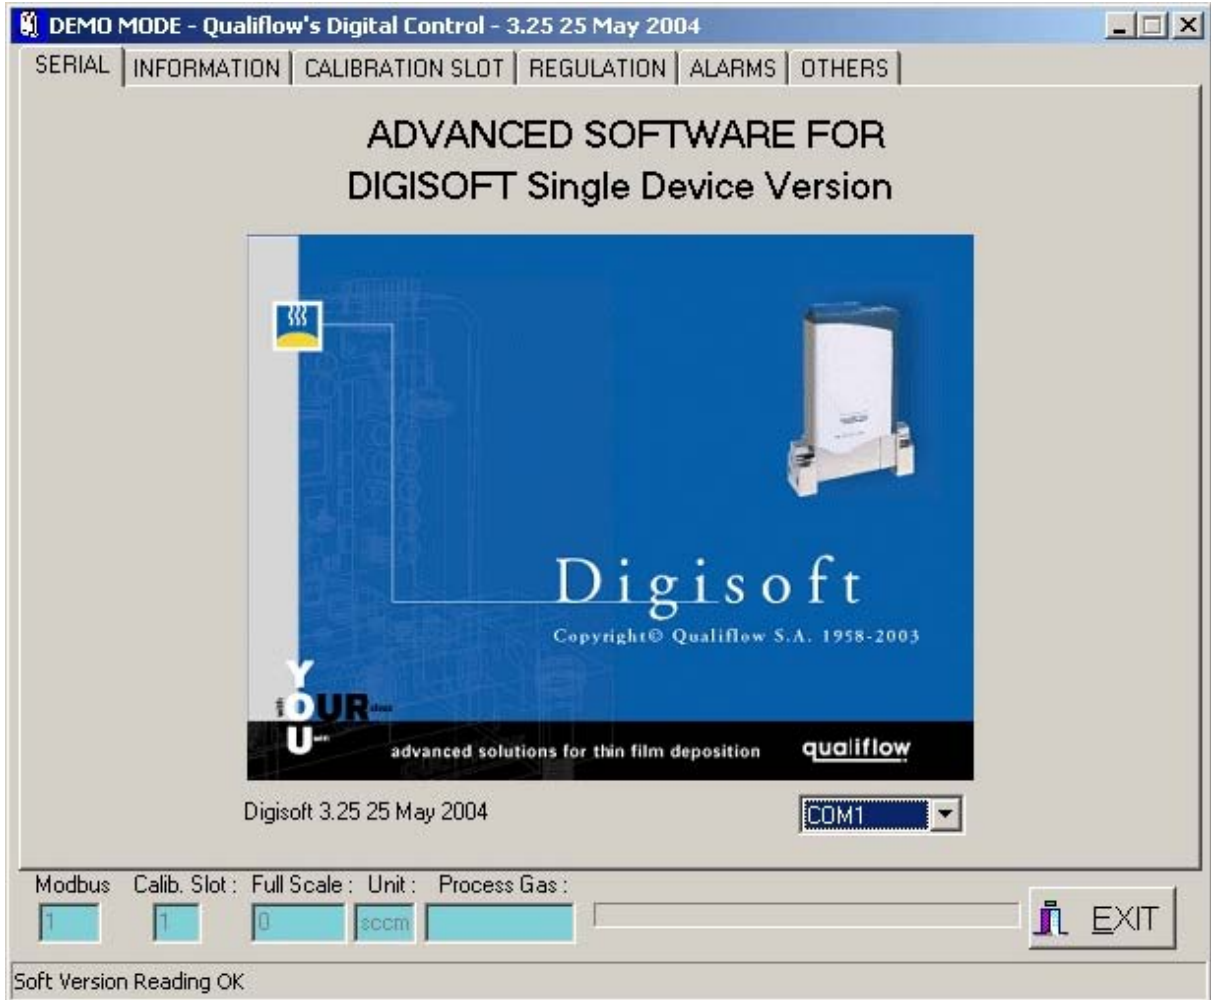 DEMO MODE - Qualiflow's Digital Control - 3.25 25 May 2004
SERIAL INFORMATION CALIBRATION SLOT REGULATION ALARMS OTHERS
ADVANCED SOFTWARE FOR
DIGISOFT Single Device Version
Digisoft
Copyright© Qualiflow S.A. 1958-2003
YOU
with OUR
advanced solutions for thin film deposition qualiflow
Digisoft 3.25 25 May 2004 COM1
Modbus Calib. Slot : Full Scale : Unit : Process Gas :
1 1 0 sccm
EXIT
Soft Version Reading OK